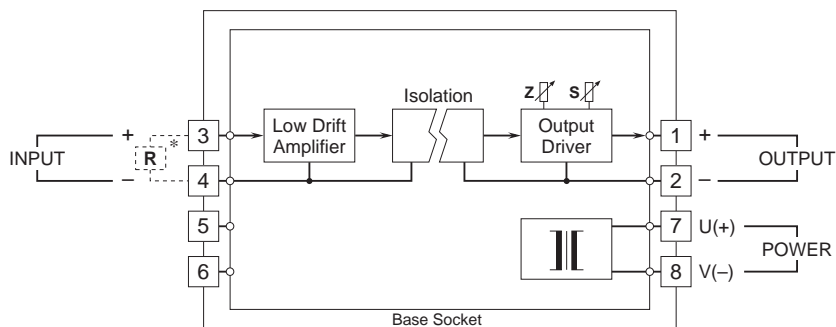 Isolation
Z S
INPUT
+
R *
–
3
4
5
6
Low Drift
Amplifier
Output
Driver
1 +
2 –
OUTPUT
7 U(+)
8 V(–)
POWER
Base Socket